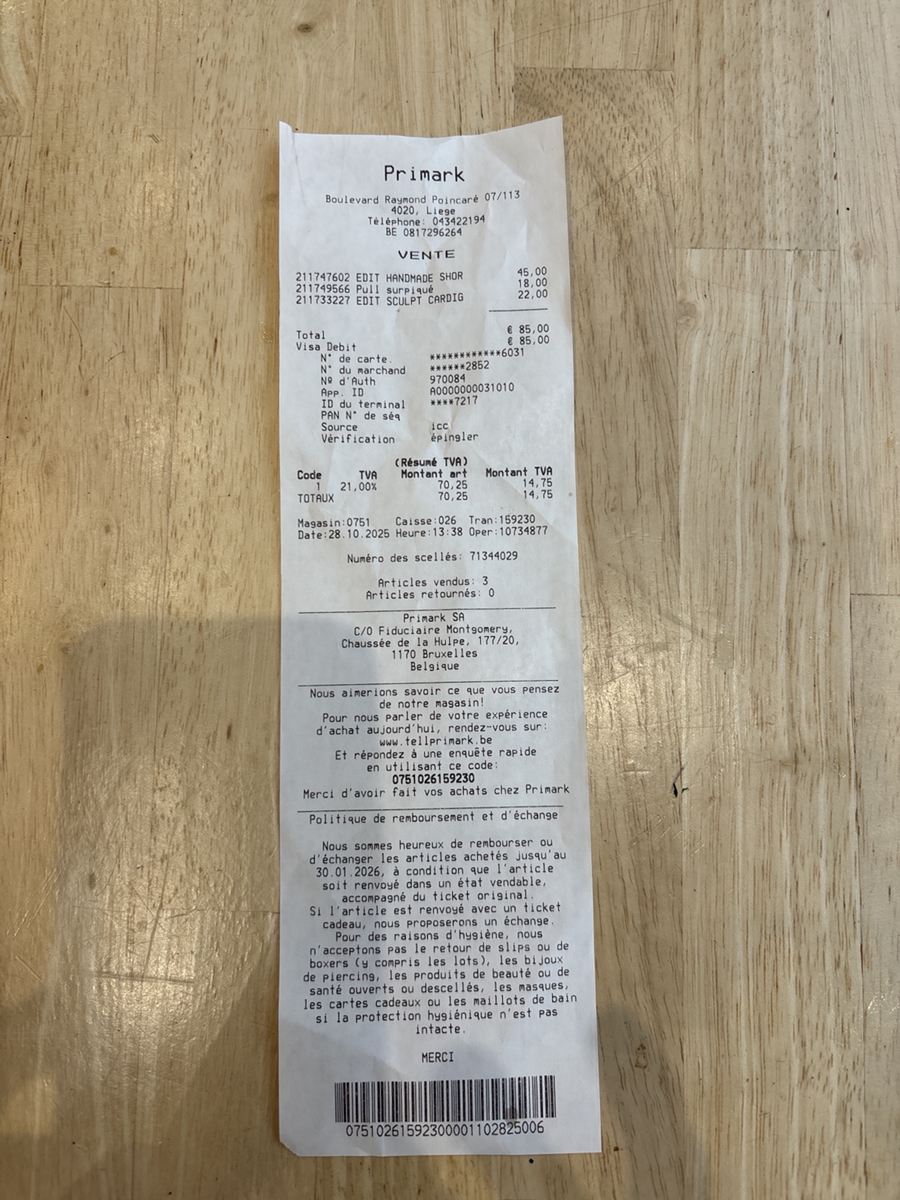 Primark
Boulevard Raymond Poincaré 07/113
4020, Liege
Téléphone: 043422194
BE 0817296264
VENTE
211747602 EDIT HANDMADE SHOR 45,00
211749566 Pull surpiqué 18,00
211733227 EDIT SCULPT CARDIG 22,00
Total € 85,00
Visa Debit € 85,00
N° de carte. ************6031
N° du marchand ******2852
Nº d'Auth 970084
App. ID A0000000031010
ID du terminal ****7217
PAN N° de séq
Source icc
Vérification épingler
(Résumé TVA)
Code TVA Montant art Montant TVA
1 21,00% 70,25 14,75
TOTAUX 70,25 14,75
Magasin:0751 Caisse:026 Tran:159230
Date:28.10.2025 Heure:13:38 Oper:10734877
Numéro des scellés: 71344029
Articles vendus: 3
Articles retournés: 0
Primark SA
C/O Fiduciaire Montgomery,
Chaussée de la Hulpe, 177/20,
1170 Bruxelles
Belgique
Nous aimerions savoir ce que vous pensez
de notre magasin!
Pour nous parler de votre expérience
d'achat aujourd'hui, rendez-vous sur:
www.tellprimark.be
Et répondez à une enquête rapide
en utilisant ce code:
0751026159230
Merci d'avoir fait vos achats chez Primark
Politique de remboursement et d'échange
Nous sommes heureux de rembourser ou
d'échanger les articles achetés jusqu'au
30.01.2026, à condition que l'article
soit renvoyé dans un état vendable,
accompagné du ticket original.
Si l'article est renvoyé avec un ticket
cadeau, nous proposerons un échange.
Pour des raisons d'hygiène, nous
n'acceptons pas le retour de slips ou de
boxers (y compris les lots), les bijoux
de piercing, les produits de beauté ou de
santé ouverts ou descellés, les masques,
les cartes cadeaux ou les maillots de bain
si la protection hygiénique n'est pas
intacte.
MERCI
07510261592300001102825006